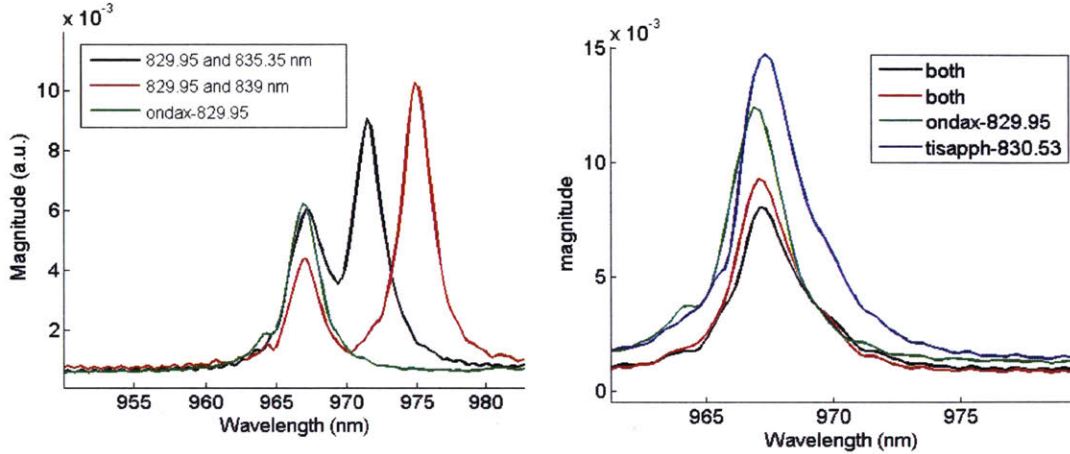 x 10⁻³
829.95 and 835.35 nm
829.95 and 839 nm
ondax-829.95
10
8
6
4
2
Magnitude (a.u.)
955 960 965 970 975 980
Wavelength (nm)
x 10⁻³
both
both
ondax-829.95
tisapph-830.53
15
10
5
0
magnitude
965 970 975
Wavelength (nm)